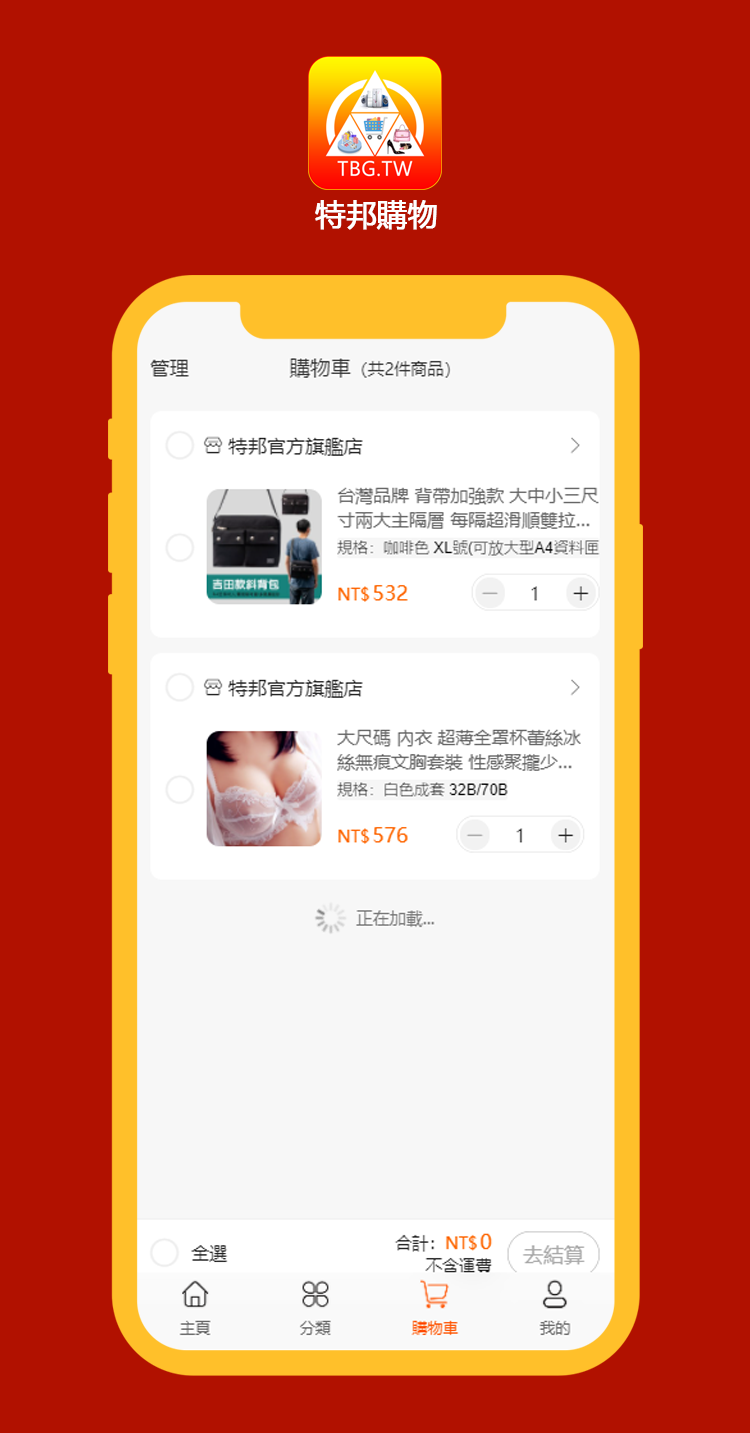 TBG.TW
特邦購物
管理
購物車 (共2件商品)
特邦官方旗艦店
台灣品牌 背帶加強款 大中小三尺
寸兩大主隔層 每隔超滑順雙拉...
規格：咖啡色 XL號(可放大型A4資料匣
吉田款斜背包
NT$532
1
特邦官方旗艦店
大尺碼 內衣 超薄全罩杯蕾絲冰
絲無痕文胸套裝 性感聚攏少...
規格：白色成套 32B/70B
NT$576
1
正在加載...
全選
合計：NT$0
不含運費
去結算
主頁
分類
購物車
我的